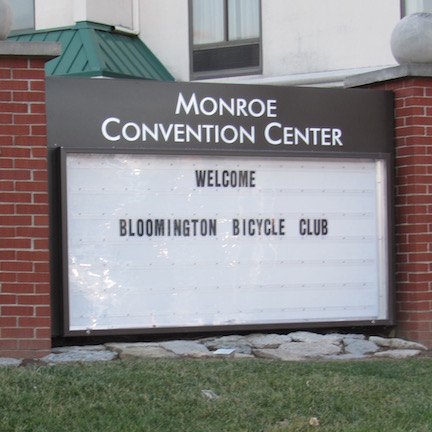 Monroe
Convention Center
WELCOME
BLOOMINGTON BICYCLE CLUB